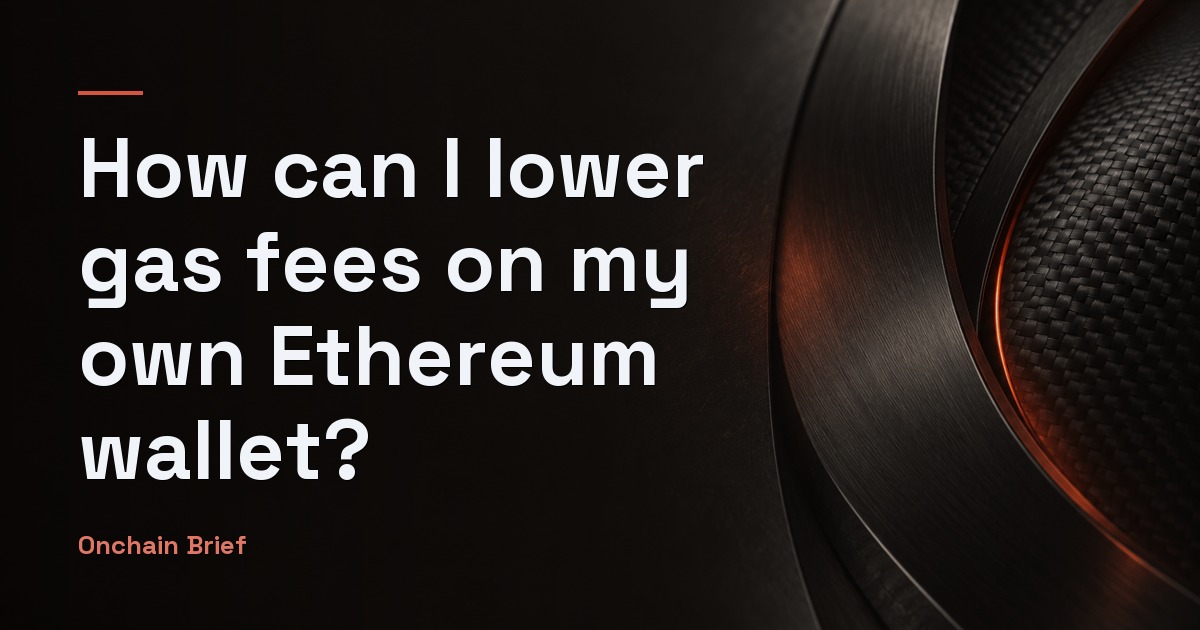 How can I lower
gas fees on my
own Ethereum
wallet?
Onchain Brief